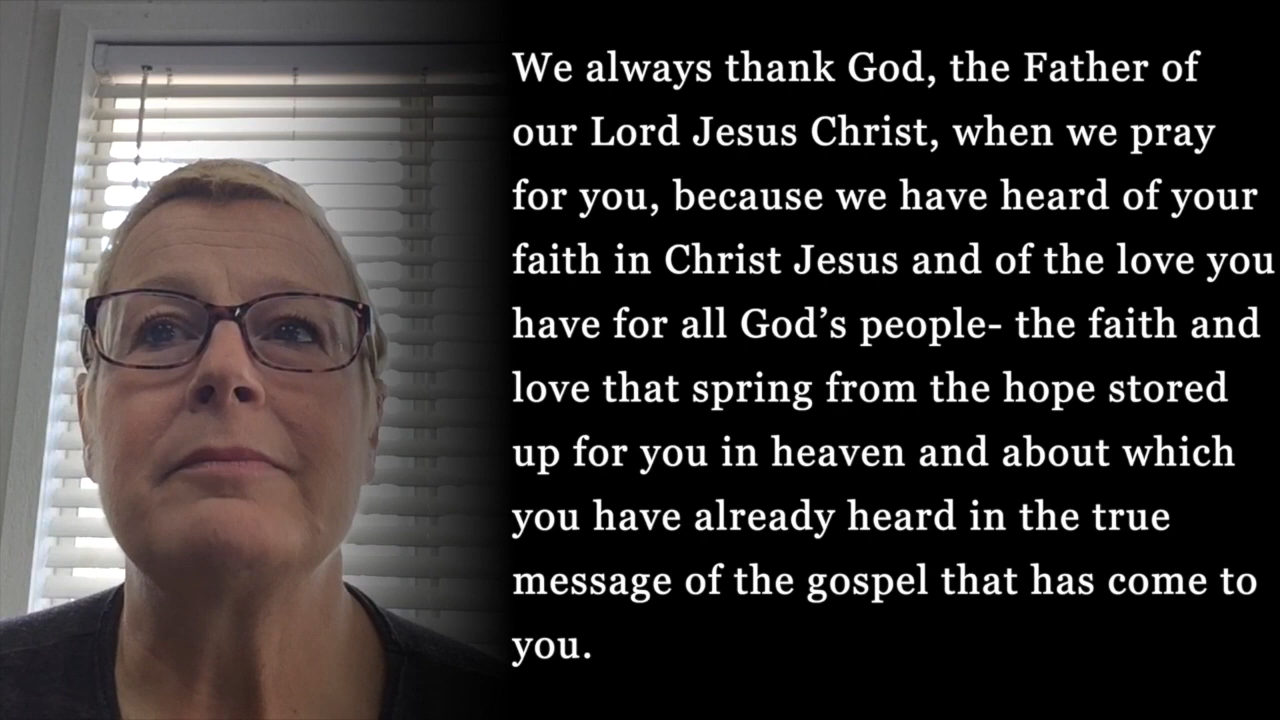 We always thank God, the Father of
our Lord Jesus Christ, when we pray
for you, because we have heard of your
faith in Christ Jesus and of the love you
have for all God’s people- the faith and
love that spring from the hope stored
up for you in heaven and about which
you have already heard in the true
message of the gospel that has come to
you.